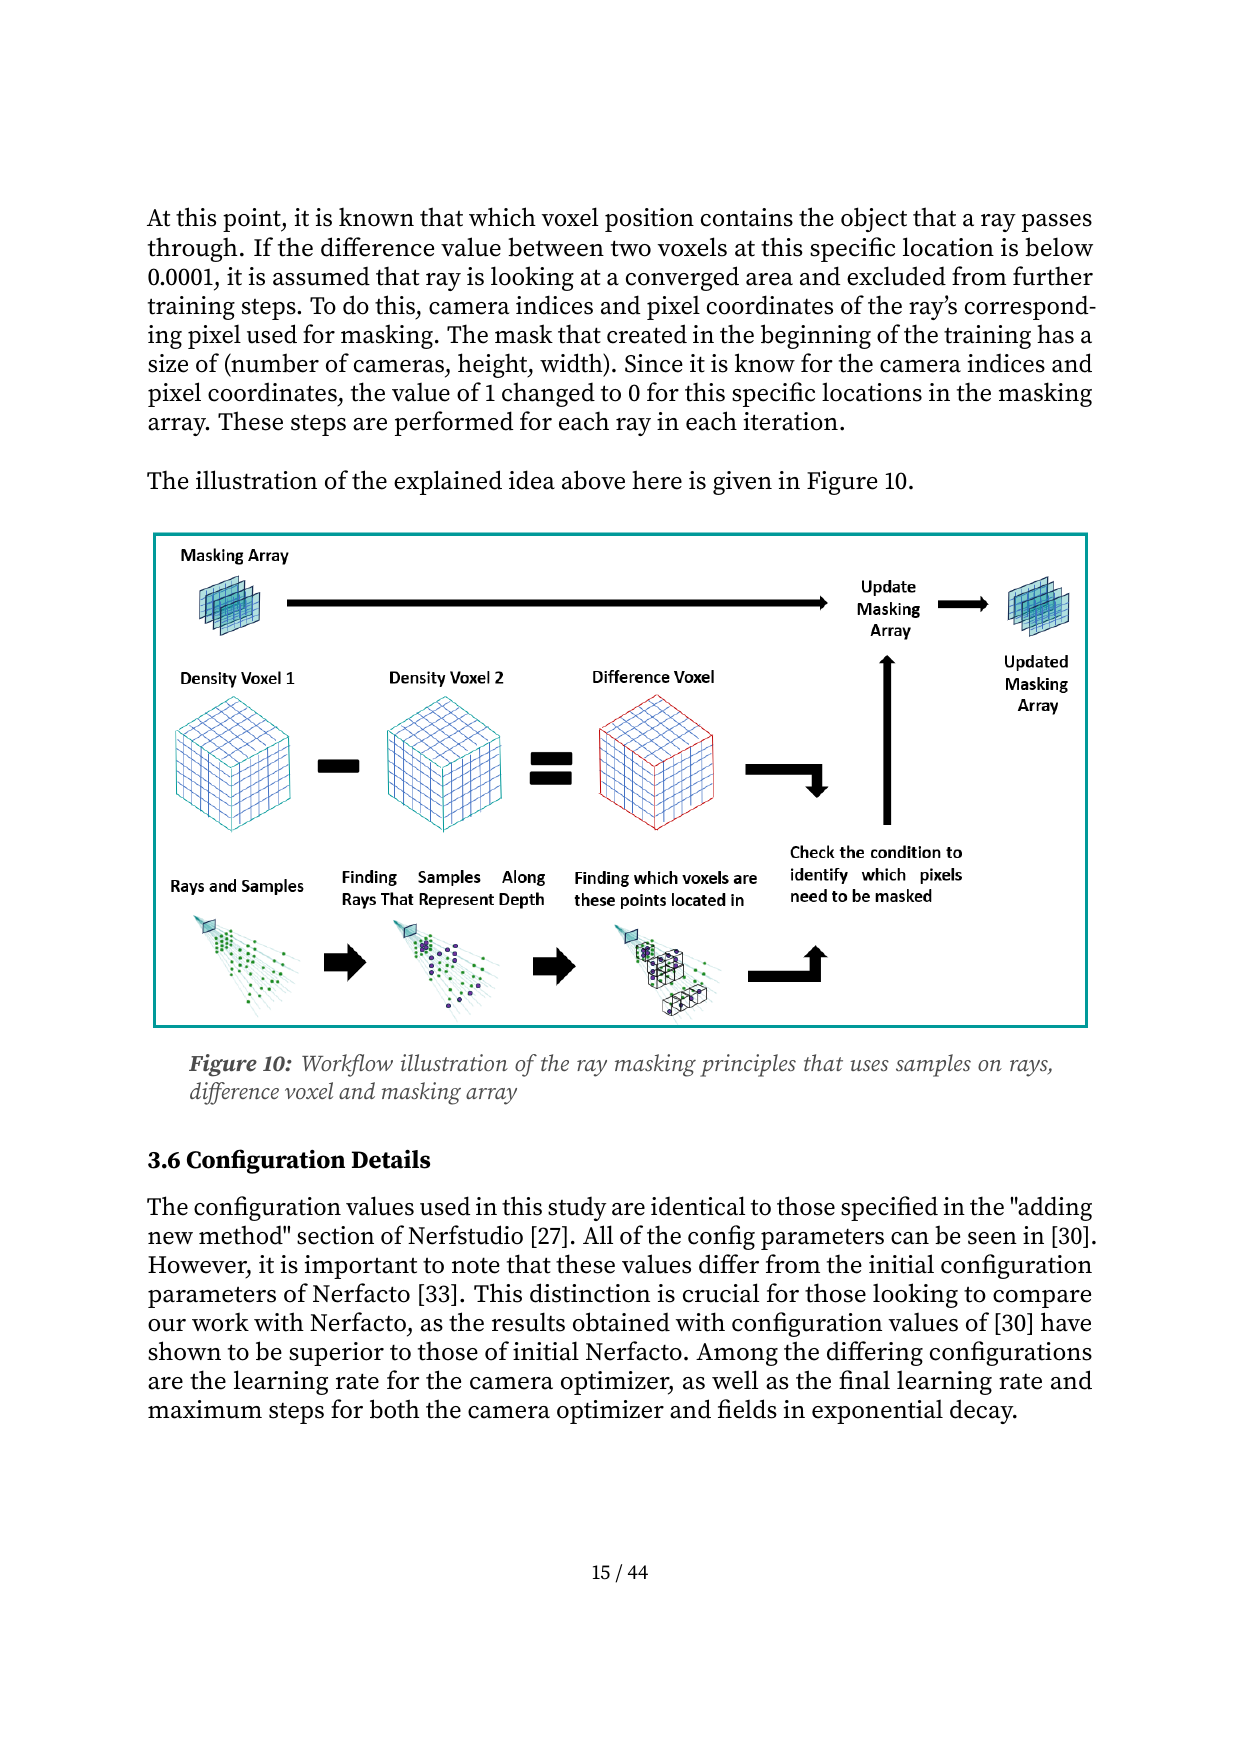 At this point, it is known that which voxel position contains the object that a ray passes
through. If the difference value between two voxels at this specific location is below
0.0001, it is assumed that ray is looking at a converged area and excluded from further
training steps. To do this, camera indices and pixel coordinates of the ray's correspond-
ing pixel used for masking. The mask that created in the beginning of the training has a
size of (number of cameras, height, width). Since it is know for the camera indices and
pixel coordinates, the value of 1 changed to 0 for this specific locations in the masking
array. These steps are performed for each ray in each iteration.
The illustration of the explained idea above here is given in Figure 10.
Masking Array
Update
Masking
Array
Updated
Masking
Array
Density Voxel 1
Density Voxel 2
Difference Voxel
Check the condition to
identify which pixels
need to be masked
Rays and Samples
Finding Samples Along
Rays That Represent Depth
Finding which voxels are
these points located in
Figure 10: Workflow illustration of the ray masking principles that uses samples on rays,
difference voxel and masking array
3.6 Configuration Details
The configuration values used in this study are identical to those specified in the "adding
new method" section of Nerfstudio [27]. All of the config parameters can be seen in [30].
However, it is important to note that these values differ from the initial configuration
parameters of Nerfacto [33]. This distinction is crucial for those looking to compare
our work with Nerfacto, as the results obtained with configuration values of [30] have
shown to be superior to those of initial Nerfacto. Among the differing configurations
are the learning rate for the camera optimizer, as well as the final learning rate and
maximum steps for both the camera optimizer and fields in exponential decay.
15 / 44